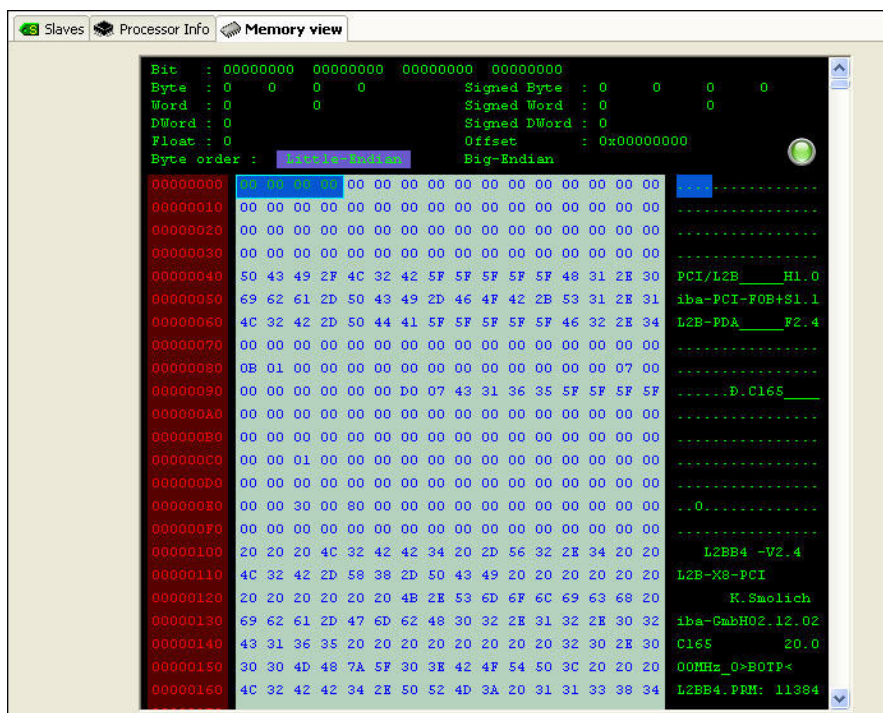 Slaves Processor Info Memory view
Bit : 00000000 00000000 00000000 00000000
Byte : 0 0 0 0 Signed Byte : 0 0 0 0
Word : 0 0 Signed Word : 0 0
DWord : 0 Signed DWord : 0
Float : 0 Offset : 0x00000000
Byte order : Little-Endian Big-Endian
00000000 00 00 00 00 00 00 00 00 00 00 00 00 00 00 00 00 ................
00000010 00 00 00 00 00 00 00 00 00 00 00 00 00 00 00 00 ................
00000020 00 00 00 00 00 00 00 00 00 00 00 00 00 00 00 00 ................
00000030 00 00 00 00 00 00 00 00 00 00 00 00 00 00 00 00 ................
00000040 50 43 49 2F 4C 32 42 5F 5F 5F 5F 5F 48 31 2E 30 PCI/L2B_____H1.0
00000050 69 62 61 2D 50 43 49 2D 46 4F 42 2B 53 31 2E 31 iba-PCI-FOB+S1.1
00000060 4C 32 42 2D 50 44 41 5F 5F 5F 5F 5F 46 32 2E 34 L2B-PDA_____F2.4
00000070 00 00 00 00 00 00 00 00 00 00 00 00 00 00 00 00 ................
00000080 0B 01 00 00 00 00 00 00 00 00 00 00 00 00 07 00 ................
00000090 00 00 00 00 00 00 D0 07 43 31 36 35 5F 5F 5F 5F ......Ð.C165____
000000A0 00 00 00 00 00 00 00 00 00 00 00 00 00 00 00 00 ................
000000B0 00 00 00 00 00 00 00 00 00 00 00 00 00 00 00 00 ................
000000C0 00 00 01 00 00 00 00 00 00 00 00 00 00 00 00 00 ................
000000D0 00 00 00 00 00 00 00 00 00 00 00 00 00 00 00 00 ................
000000E0 00 00 30 00 80 00 00 00 00 00 00 00 00 00 00 00 ..0.............
000000F0 00 00 00 00 00 00 00 00 00 00 00 00 00 00 00 00 ................
00000100 20 20 20 4C 32 42 42 34 20 2D 56 32 2E 34 20 20 L2BB4 -V2.4
00000110 4C 32 42 2D 58 38 2D 50 43 49 20 20 20 20 20 20 L2B-X8-PCI
00000120 20 20 20 20 20 20 4B 2E 53 6D 6F 6C 69 63 68 20 K.Smolich
00000130 69 62 61 2D 47 6D 62 48 30 32 2E 31 32 2E 30 32 iba-GmbH02.12.02
00000140 43 31 36 35 20 20 20 20 20 20 20 20 32 30 2E 30 C165 20.0
00000150 30 30 4D 48 7A 5F 30 3E 42 4F 54 50 3C 20 20 20 00MHz_0>BOTP<
00000160 4C 32 42 42 34 2E 50 52 4D 3A 20 31 31 33 38 34 L2BB4.PRM: 11384